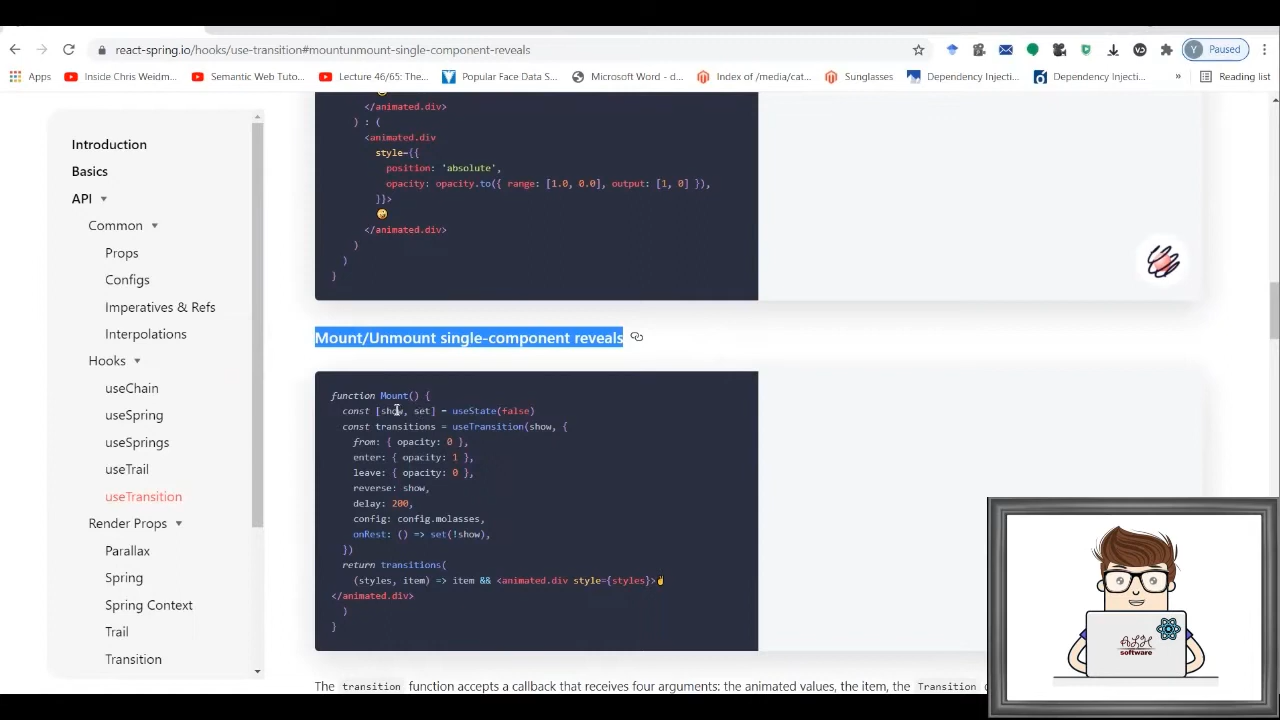 react-spring.io/hooks/use-transition#mountunmount-single-component-reveals
Y Paused
Apps Inside Chris Weidm... Semantic Web Tuto... Lecture 46/65: The... Popular Face Data S... Microsoft Word - d... Index of /media/cat... Sunglasses Dependency Injecti... Dependency Injecti... » Reading list
Introduction
Basics
API
Common
Props
Configs
Imperatives & Refs
Interpolations
Hooks
useChain
useSpring
useSprings
useTrail
useTransition
Render Props
Parallax
Spring
Spring Context
Trail
Transition
</animated.div>
) : (
<animated.div
style={{
position: 'absolute',
opacity: opacity.to({ range: [1.0, 0.0], output: [1, 0] }),
}}>
</animated.div>
)
)
}
Mount/Unmount single-component reveals
function Mount() {
const [show, set] = useState(false)
const transitions = useTransition(show, {
from: { opacity: 0 },
enter: { opacity: 1 },
leave: { opacity: 0 },
reverse: show,
delay: 200,
config: config.molasses,
onRest: () => set(!show),
})
return transitions(
(styles, item) => item && <animated.div style={styles}>✌️
</animated.div>
)
}
The transition function accepts a callback that receives four arguments: the animated values, the item, the Transition
ALH
software